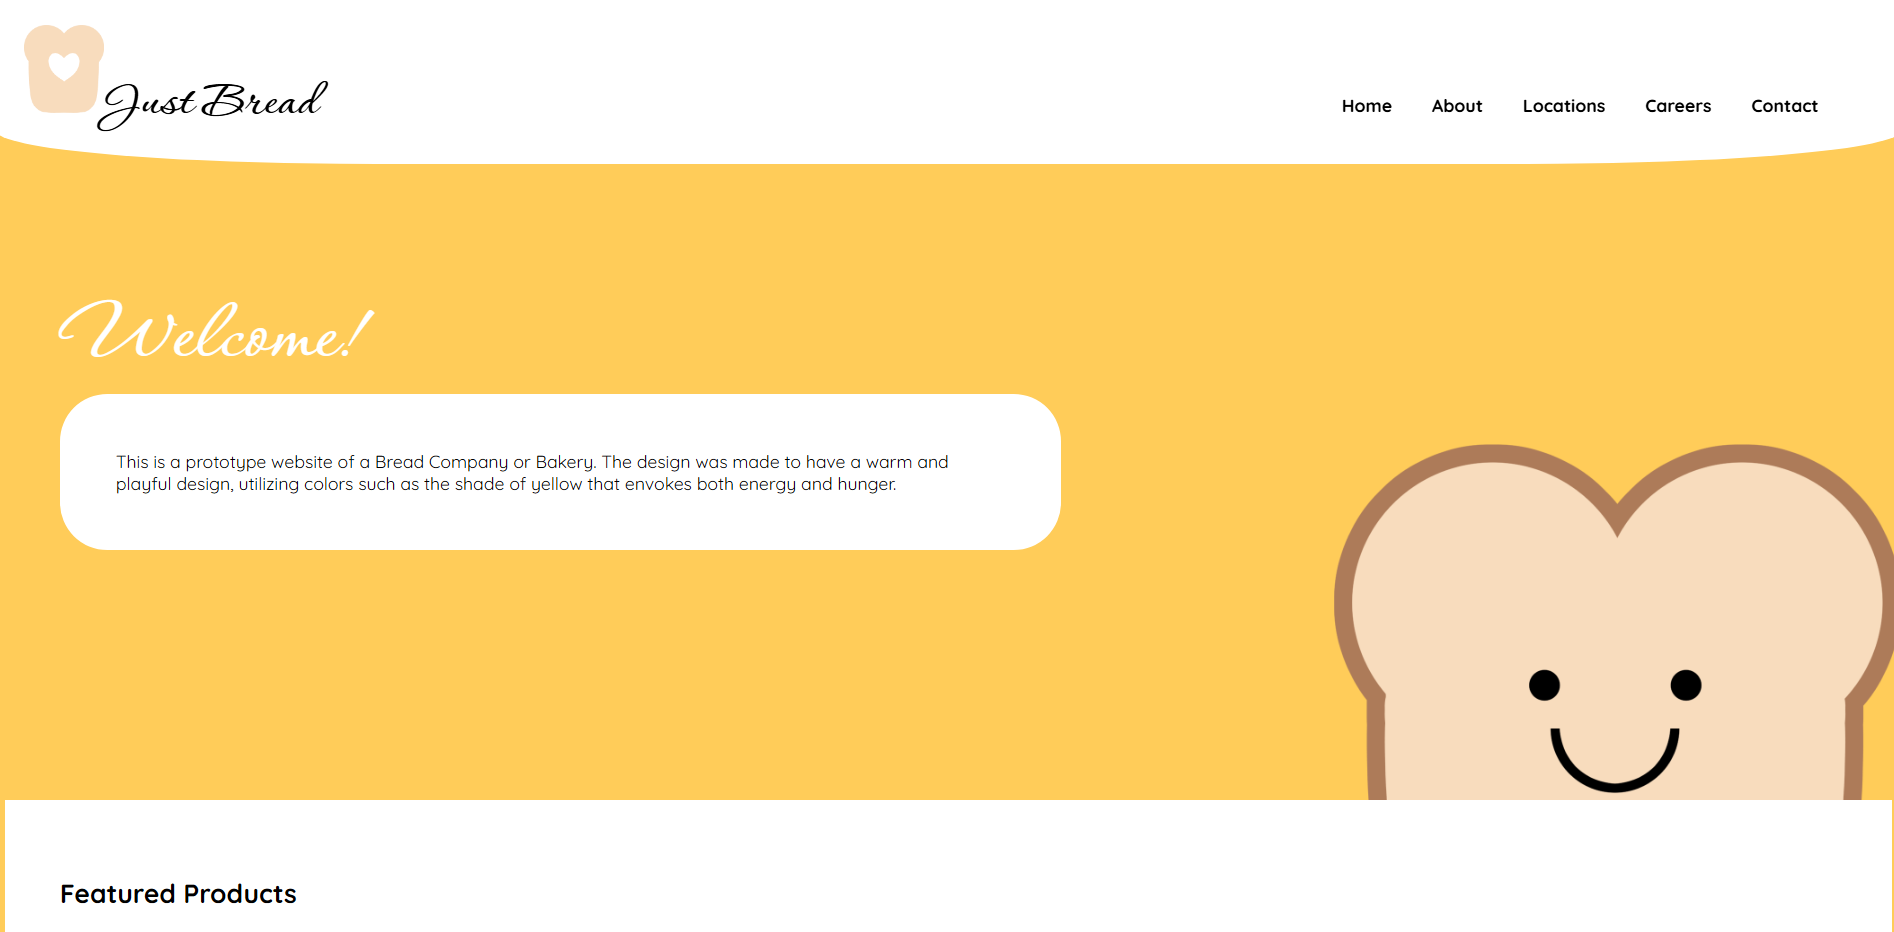 Just Bread
Home About Locations Careers Contact
Welcome!
This is a prototype website of a Bread Company or Bakery. The design was made to have a warm and
playful design, utilizing colors such as the shade of yellow that envokes both energy and hunger.
Featured Products